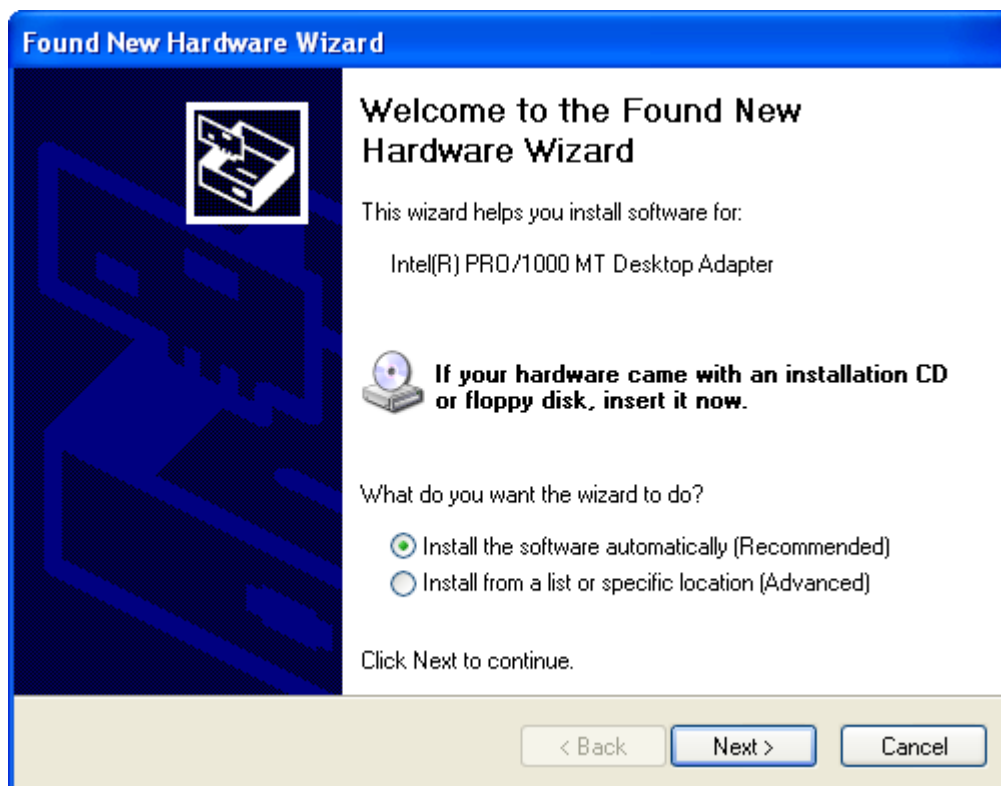 Found New Hardware Wizard
Welcome to the Found New
Hardware Wizard
This wizard helps you install software for:
Intel(R) PRO/1000 MT Desktop Adapter
If your hardware came with an installation CD
or floppy disk, insert it now.
What do you want the wizard to do?
Install the software automatically (Recommended)
Install from a list or specific location (Advanced)
Click Next to continue.
< Back Next > Cancel